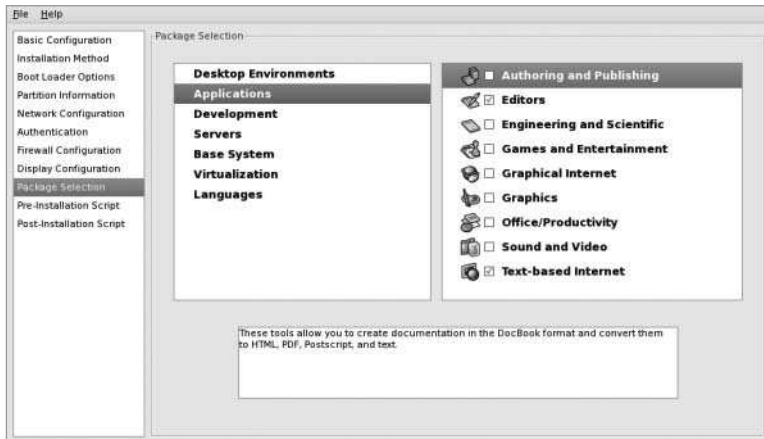 File Help
Basic Configuration
Installation Method
Boot Loader Options
Partition Information
Network Configuration
Authentication
Firewall Configuration
Display Configuration
Package Selection
Pre-Installation Script
Post-Installation Script
Package Selection
Desktop Environments
Applications
Development
Servers
Base System
Virtualization
Languages
Authoring and Publishing
Editors
Engineering and Scientific
Games and Entertainment
Graphical Internet
Graphics
Office/Productivity
Sound and Video
Text-based Internet
These tools allow you to create documentation in the DocBook format and convert them
to HTML, PDF, Postscript, and text.